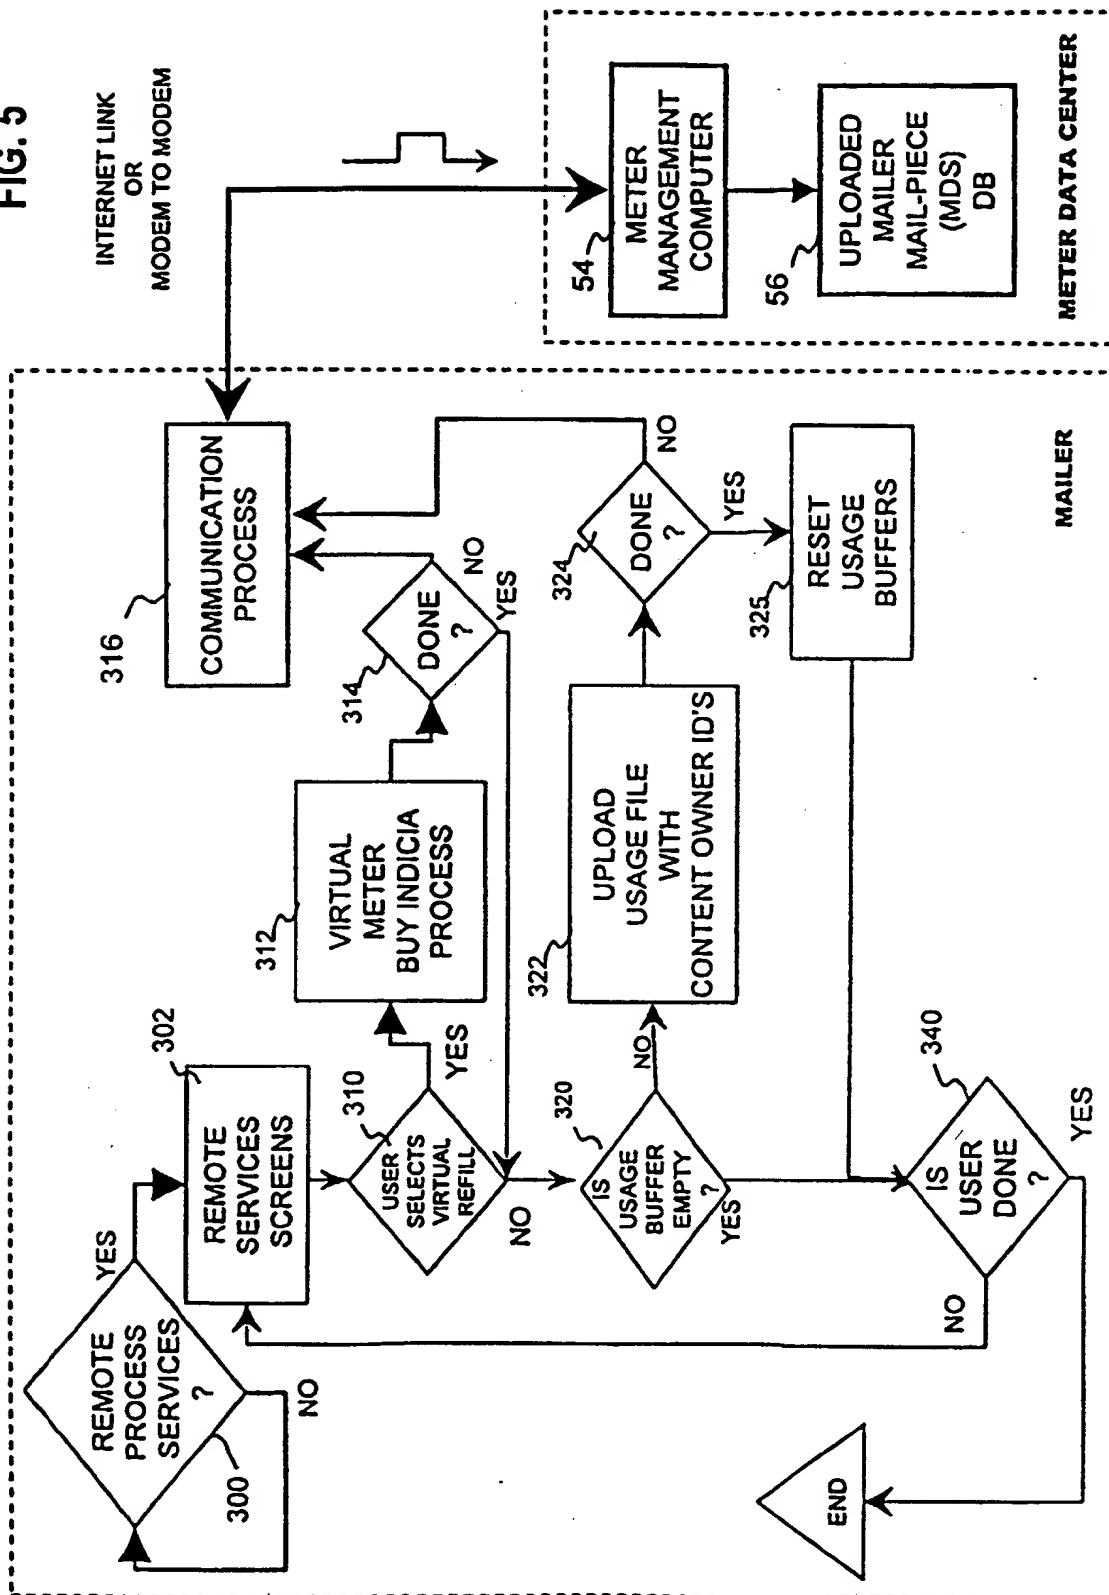 FIG. 5
INTERNET LINK
OR
MODEM TO MODEM
REMOTE
PROCESS
SERVICES
?
300
YES
NO
302
REMOTE
SERVICES
SCREENS
310
USER
SELECTS
VIRTUAL
REFILL
YES
NO
312
VIRTUAL
METER
BUY INDICIA
PROCESS
314
DONE
?
NO
YES
316
COMMUNICATION
PROCESS
320
IS
USAGE
BUFFER
EMPTY
?
NO
YES
322
UPLOAD
USAGE FILE
WITH
CONTENT OWNER ID'S
324
DONE
?
NO
YES
325
RESET
USAGE
BUFFERS
340
IS
USER
DONE
?
NO
YES
END
MAILER
54
METER
MANAGEMENT
COMPUTER
56
UPLOADED
MAILER
MAIL-PIECE
(MDS)
DB
METER DATA CENTER